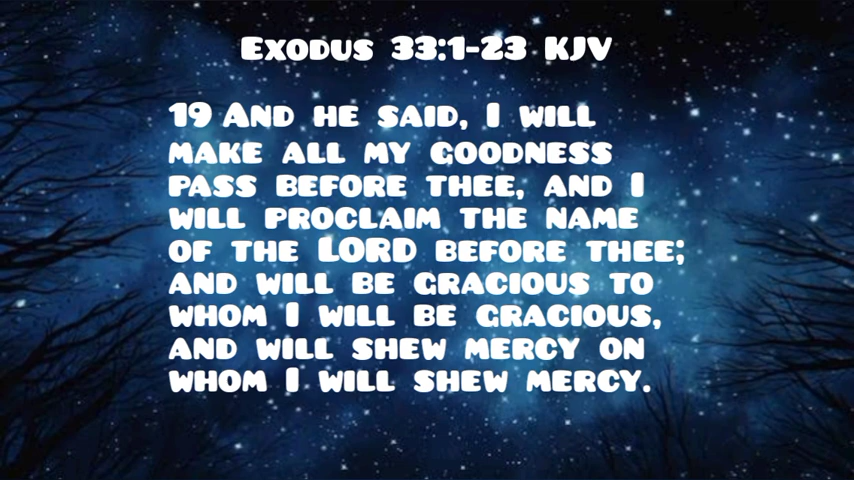 Exodus 33:1-23 KJV
19 And he said, I will
make all my goodness
pass before thee, and I
will proclaim the name
of the LORD before thee;
and will be gracious to
whom I will be gracious,
and will shew mercy on
whom I will shew mercy.